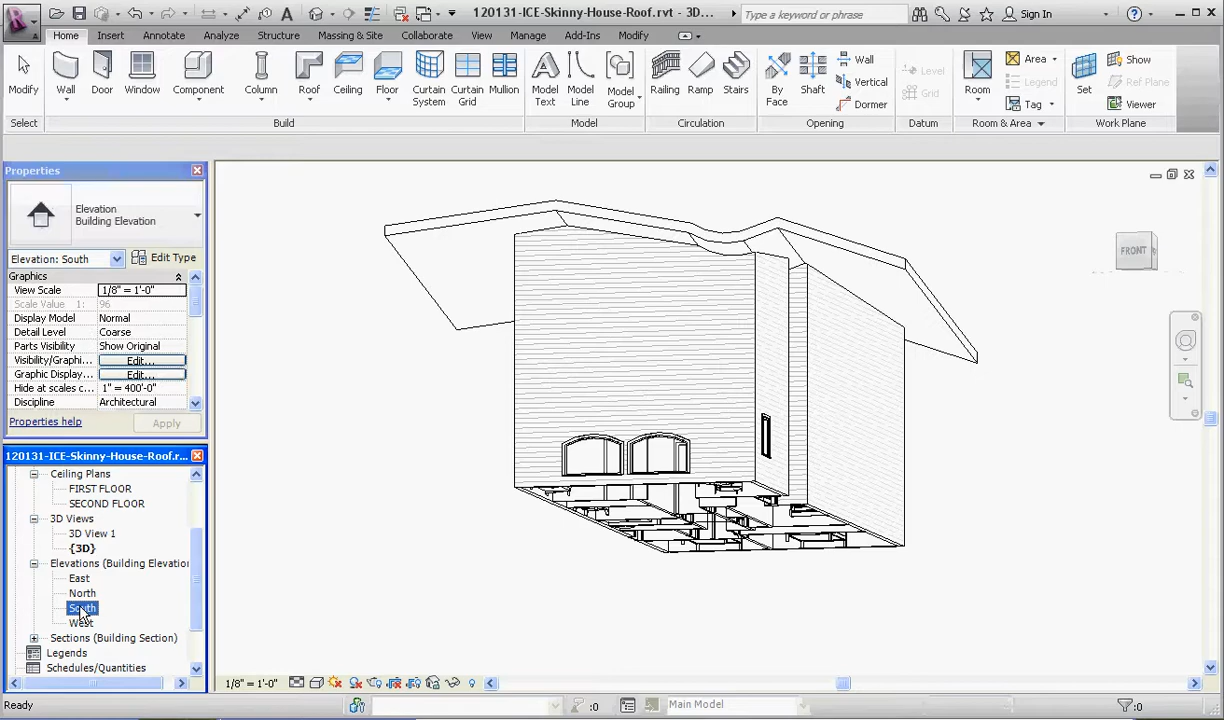 120131-ICE-Skinny-House-Roof.rvt - 3D...
Type a keyword or phrase
Sign In
Home Insert Annotate Analyze Structure Massing & Site Collaborate View Manage Add-Ins Modify
Modify Wall Door Window Component Column Roof Ceiling Floor Curtain System Curtain Grid Mullion Model Text Model Line Model Group Railing Ramp Stairs By Face Shaft Wall Vertical Dormer Level Grid Room Area Legend Tag Set Show Ref Plane Viewer
Select Build Model Circulation Opening Datum Room & Area Work Plane
Properties
Elevation
Building Elevation
Elevation: South Edit Type
Graphics
View Scale 1/8" = 1'-0"
Scale Value 1: 96
Display Model Normal
Detail Level Coarse
Parts Visibility Show Original
Visibility/Graphi... Edit...
Graphic Display... Edit...
Hide at scales c... 1" = 400'-0"
Discipline Architectural
Properties help Apply
120131-ICE-Skinny-House-Roof.r...
Ceiling Plans
FIRST FLOOR
SECOND FLOOR
3D Views
3D View 1
{3D}
Elevations (Building Elevation
East
North
South
West
Sections (Building Section)
Legends
Schedules/Quantities
FRONT
1/8" = 1'-0"
Ready :0 Main Model :0